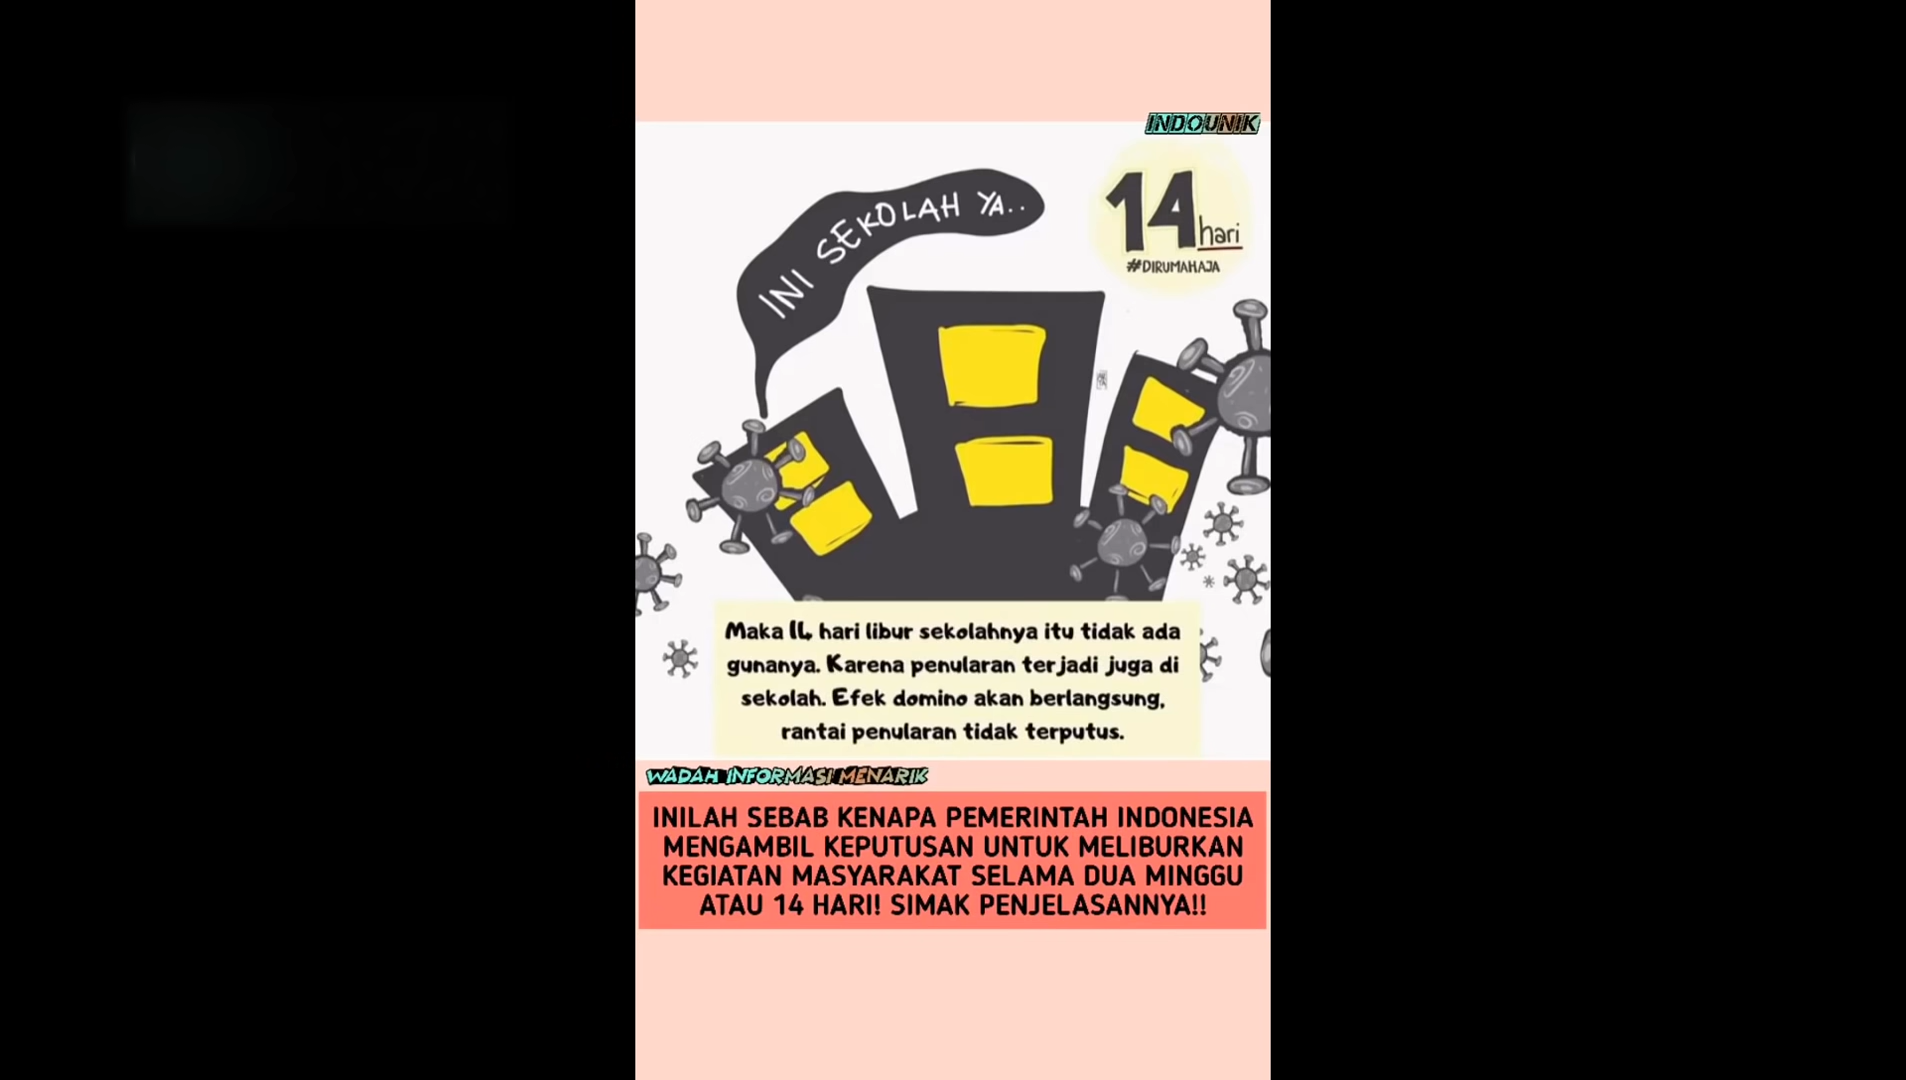 INDOUNIK
INI SEKOLAH YA..
14 hari
#DIRUMAHAJA
Maka 14 hari libur sekolahnya itu tidak ada
gunanya. Karena penularan terjadi juga di
sekolah. Efek domino akan berlangsung,
rantai penularan tidak terputus.
WADAH INFORMASI MENARIK
INILAH SEBAB KENAPA PEMERINTAH INDONESIA
MENGAMBIL KEPUTUSAN UNTUK MELIBURKAN
KEGIATAN MASYARAKAT SELAMA DUA MINGGU
ATAU 14 HARI! SIMAK PENJELASANNYA!!